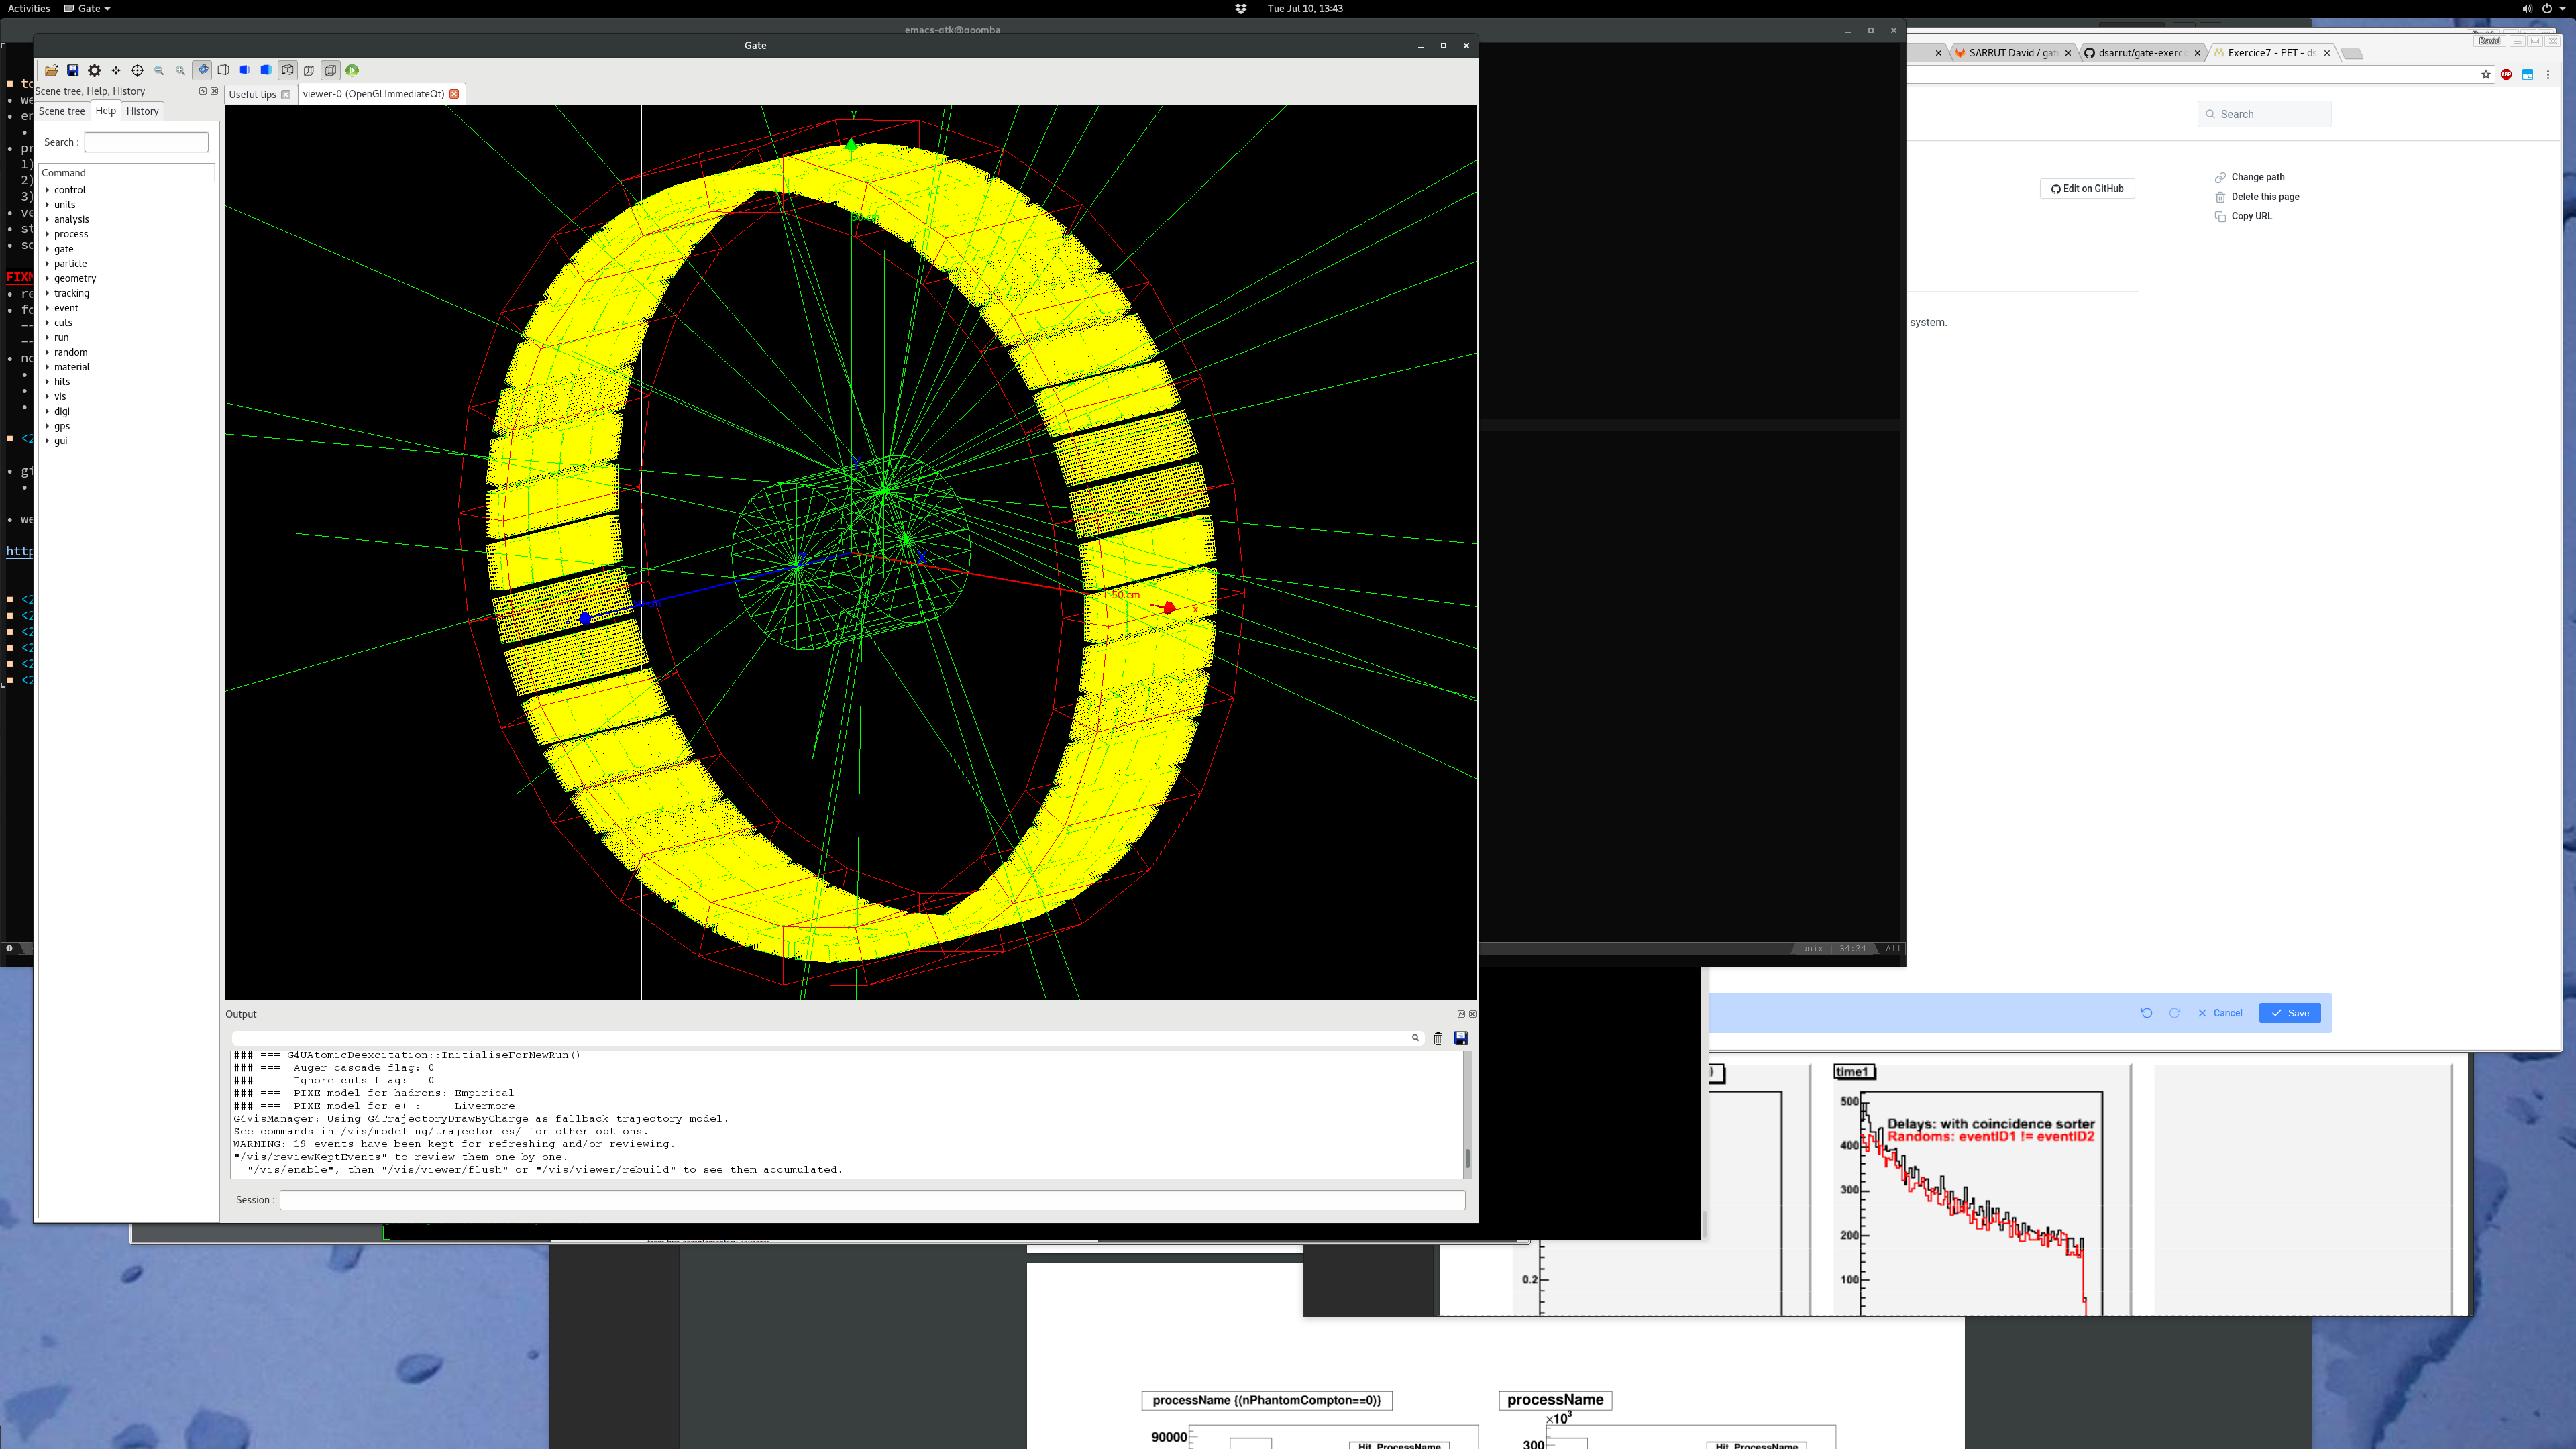 Activities
Gate
Tue Jul 10, 13:43
emacs-gtk@goomba
Gate
David
SARRUT David / gat
dsarrut/gate-exerci
Exercice7 - PET - ds
ABP
Scene tree, Help, History
Useful tips
viewer-0 (OpenGLImmediateQt)
Scene tree
Help
History
Search :
Command
control
units
analysis
process
gate
particle
geometry
tracking
event
cuts
run
random
material
hits
vis
digi
gps
gui
1)
2)
3)
FIXM
http
y
50 cm
x
Search
Edit on GitHub
Change path
Delete this page
Copy URL
system.
unix | 34:34
All
Cancel
Save
Output
### === G4UAtomicDeexcitation::InitialiseForNewRun()
### ===  Auger cascade flag: 0
### ===  Ignore cuts flag:   0
### ===  PIXE model for hadrons: Empirical
### ===  PIXE model for e+-:     Livermore
G4VisManager: Using G4TrajectoryDrawByCharge as fallback trajectory model.
See commands in /vis/modeling/trajectories/ for other options.
WARNING: 19 events have been kept for refreshing and/or reviewing.
"/vis/reviewKeptEvents" to review them one by one.
"/vis/enable", then "/vis/viewer/flush" or "/vis/viewer/rebuild" to see them accumulated.
Session :
time1
500
Delays: with coincidence sorter
Randoms: eventID1 != eventID2
400
300
200
100
0.2
processName {(nPhantomCompton==0)}
processName
×10³
90000
300
Hit_ProcessName
Hit_ProcessName